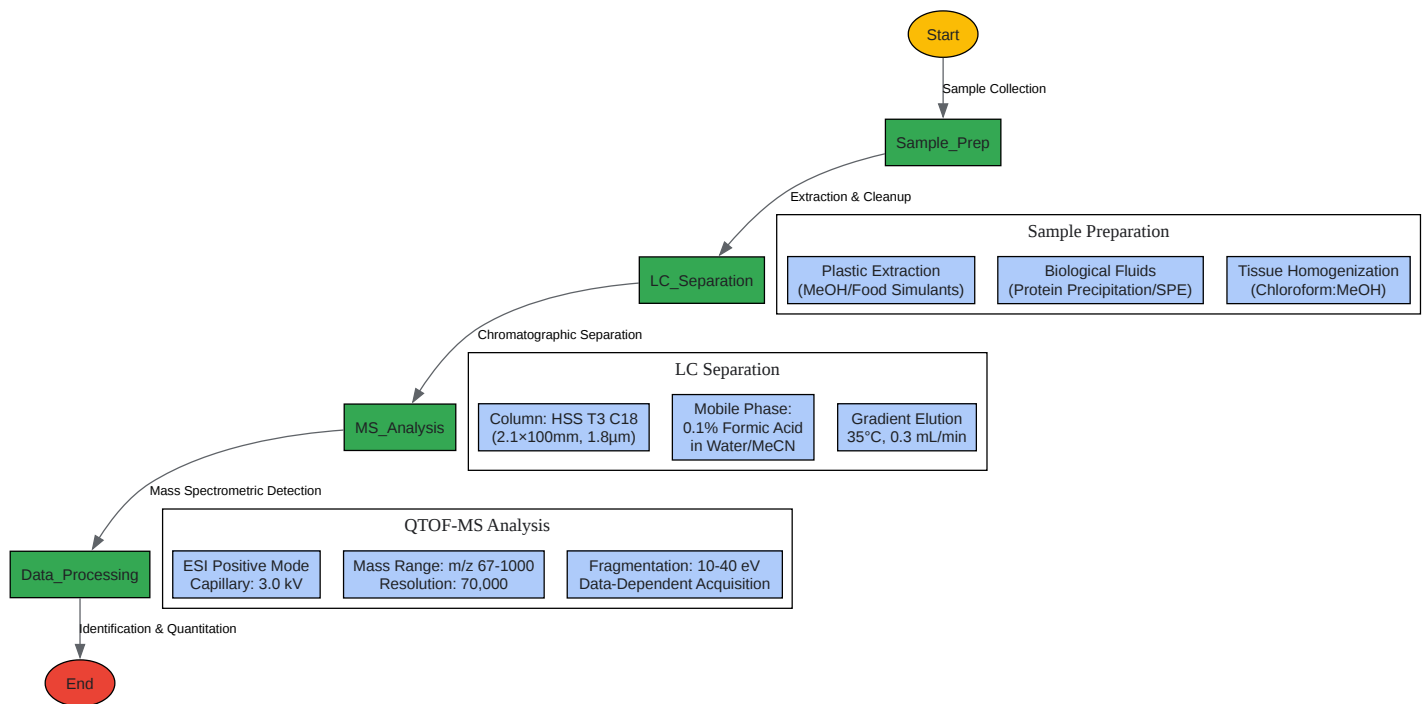 Start
Sample Collection
Sample_Prep
Extraction & Cleanup
Sample Preparation
Plastic Extraction
(MeOH/Food Simulants)
Biological Fluids
(Protein Precipitation/SPE)
Tissue Homogenization
(Chloroform:MeOH)
LC_Separation
Chromatographic Separation
LC Separation
Column: HSS T3 C18
(2.1×100mm, 1.8µm)
Mobile Phase:
0.1% Formic Acid
in Water/MeCN
Gradient Elution
35°C, 0.3 mL/min
MS_Analysis
Mass Spectrometric Detection
QTOF-MS Analysis
ESI Positive Mode
Capillary: 3.0 kV
Mass Range: m/z 67-1000
Resolution: 70,000
Fragmentation: 10-40 eV
Data-Dependent Acquisition
Data_Processing
Identification & Quantitation
End